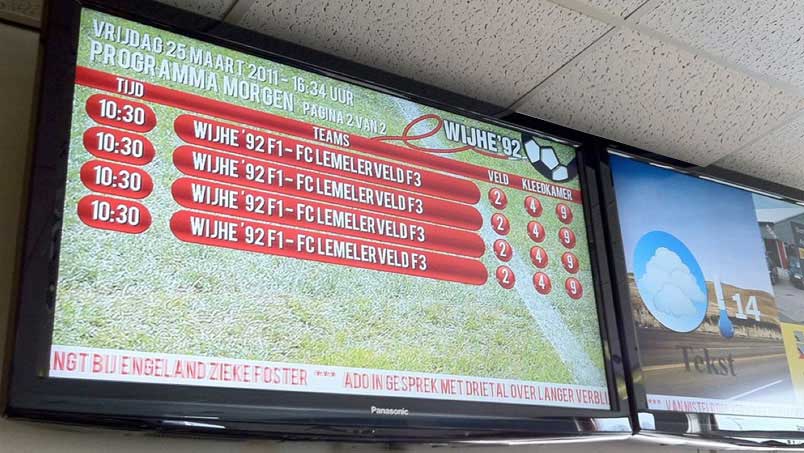 VRIJDAG 25 MAART 2011 - 16:34 UUR
PROGRAMMA MORGEN PAGINA 2 VAN 2
WIJHE '92
TIJD TEAMS VELD KLEEDKAMER
10:30 WIJHE '92 F1 - FC LEMELERVELD F3 2 4 9
10:30 WIJHE '92 F1 - FC LEMELERVELD F3 2 4 9
10:30 WIJHE '92 F1 - FC LEMELERVELD F3 2 4 9
10:30 WIJHE '92 F1 - FC LEMELERVELD F3 2 4 9
NGT BIJ ENGELAND ZIEKE FOSTER *** ADO IN GESPREK MET DRIETAL OVER LANGER VERBL
Panasonic
14
Tekst
*** VAN NISTEL